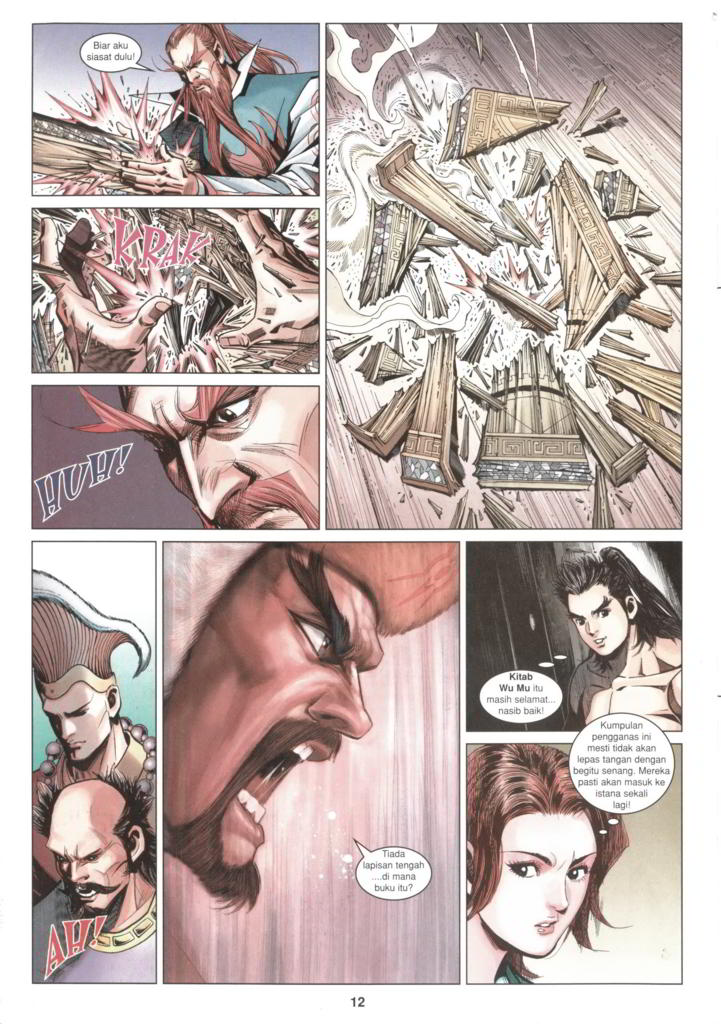 Biar aku
siasat dulu!
KRAK
HUH!
AH!
Tiada
lapisan tengah
....di mana
buku itu?
Kitab
Wu Mu itu
masih selamat...
nasib baik!
Kumpulan
pengganas ini
mesti tidak akan
lepas tangan dengan
begitu senang. Mereka
pasti akan masuk ke
istana sekali
lagi!
12